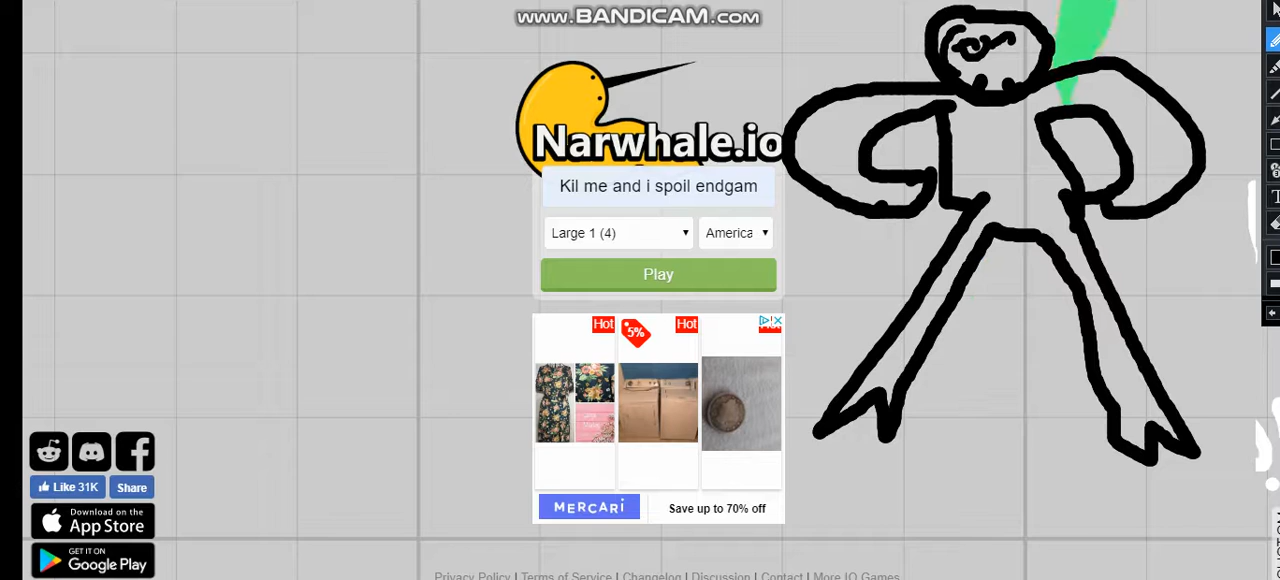 www.BANDICAM.com
Narwhale.io
Kil me and i spoil endgam
Large 1 (4)
America
Play
Hot
5%
Hot
MERCARI
Save up to 70% off
Like 31K
Share
Download on the
App Store
GET IT ON
Google Play
Privacy Policy | Terms of Service | Changelog | Discussion | Contact | More IO Games